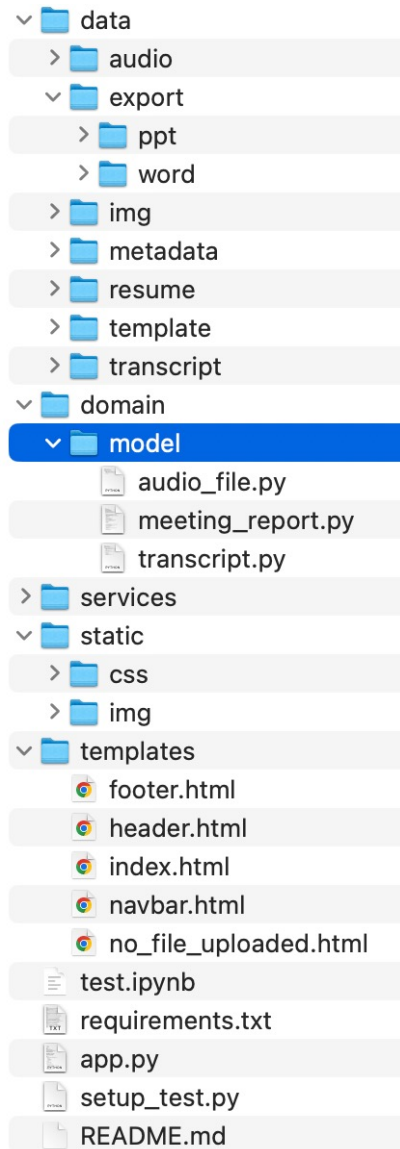 data
audio
export
ppt
word
img
metadata
resume
template
transcript
domain
model
audio_file.py
meeting_report.py
transcript.py
services
static
css
img
templates
footer.html
header.html
index.html
navbar.html
no_file_uploaded.html
test.ipynb
requirements.txt
app.py
setup_test.py
README.md